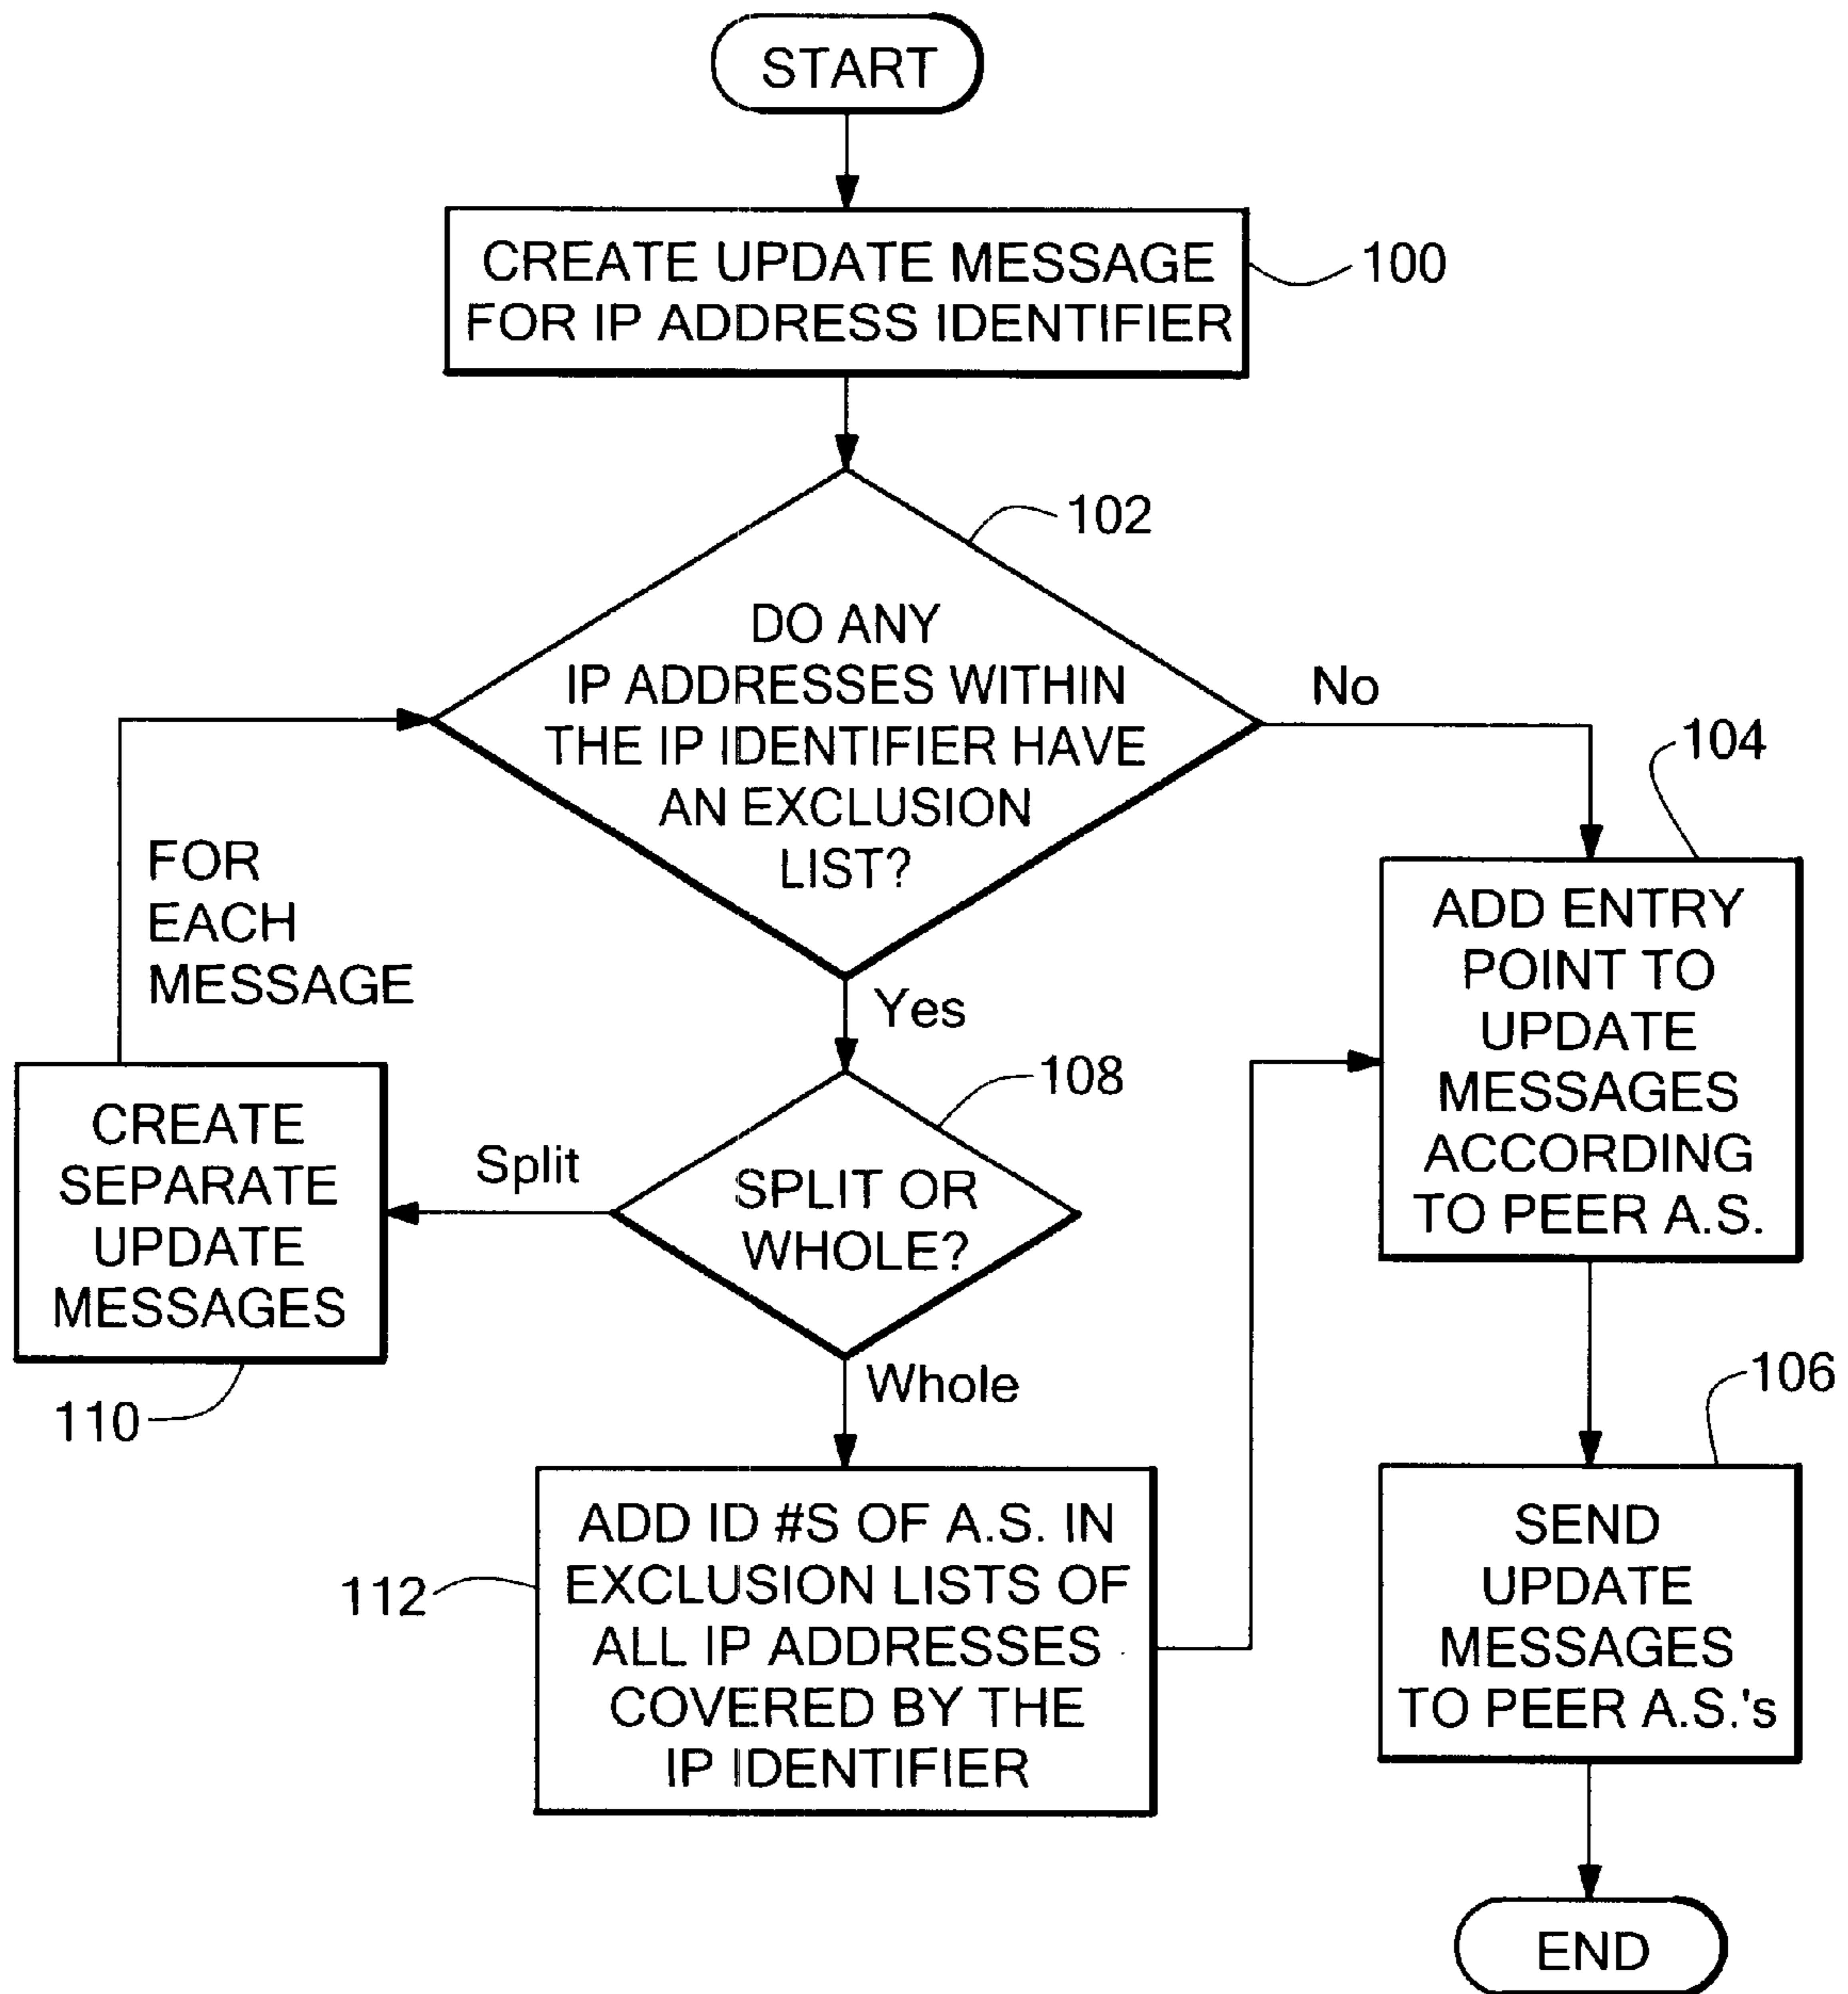 START
CREATE UPDATE MESSAGE
FOR IP ADDRESS IDENTIFIER
100
102
DO ANY
IP ADDRESSES WITHIN
THE IP IDENTIFIER HAVE
AN EXCLUSION
LIST?
No
104
ADD ENTRY
POINT TO
UPDATE
MESSAGES
ACCORDING
TO PEER A.S.
FOR
EACH
MESSAGE
Yes
108
SPLIT OR
WHOLE?
Split
CREATE
SEPARATE
UPDATE
MESSAGES
110
Whole
106
SEND
UPDATE
MESSAGES
TO PEER A.S.'s
112
ADD ID #S OF A.S. IN
EXCLUSION LISTS OF
ALL IP ADDRESSES
COVERED BY THE
IP IDENTIFIER
END